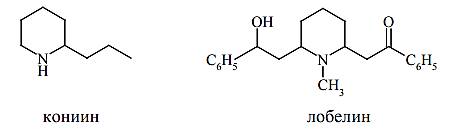 OH O
N
H
C₆H₅ N C₆H₅
CH₃
кониин лобелин